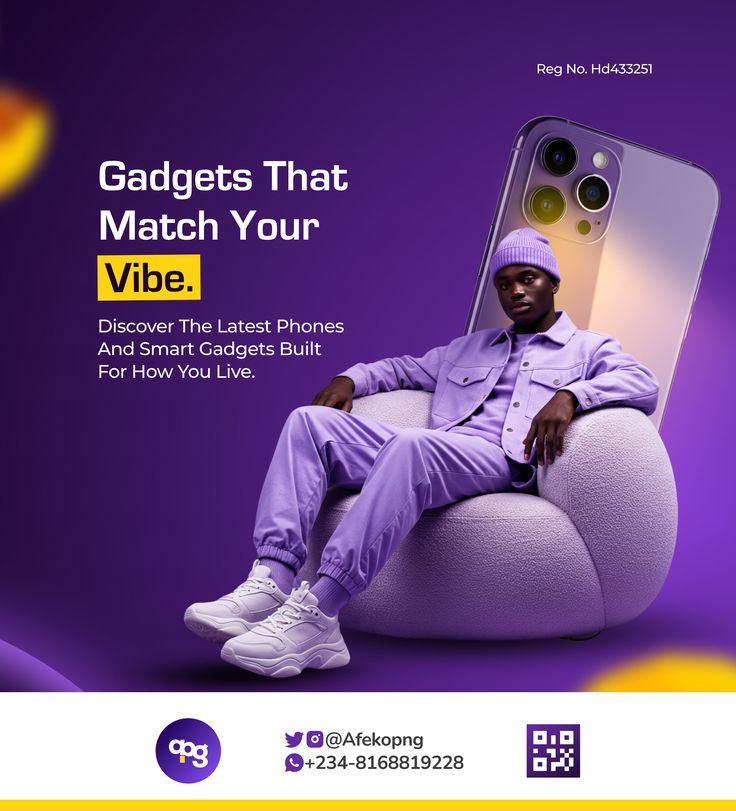 Reg No. Hd433251
Gadgets That
Match Your
Vibe.
Discover The Latest Phones
And Smart Gadgets Built
For How You Live.
apg
@Afekopng
+234-8168819228